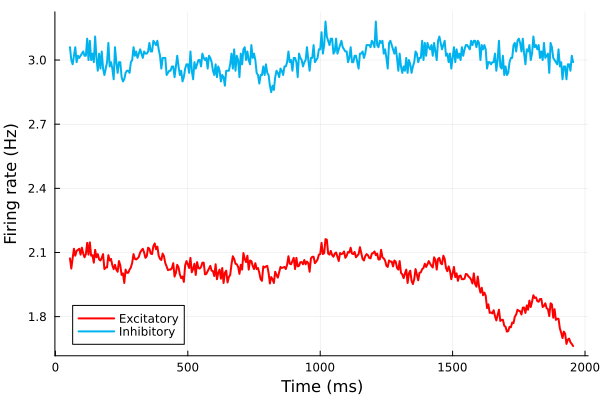 Firing rate (Hz)
3.0
2.7
2.4
2.1
1.8
Excitatory
Inhibitory
0 500 1000 1500 2000
Time (ms)